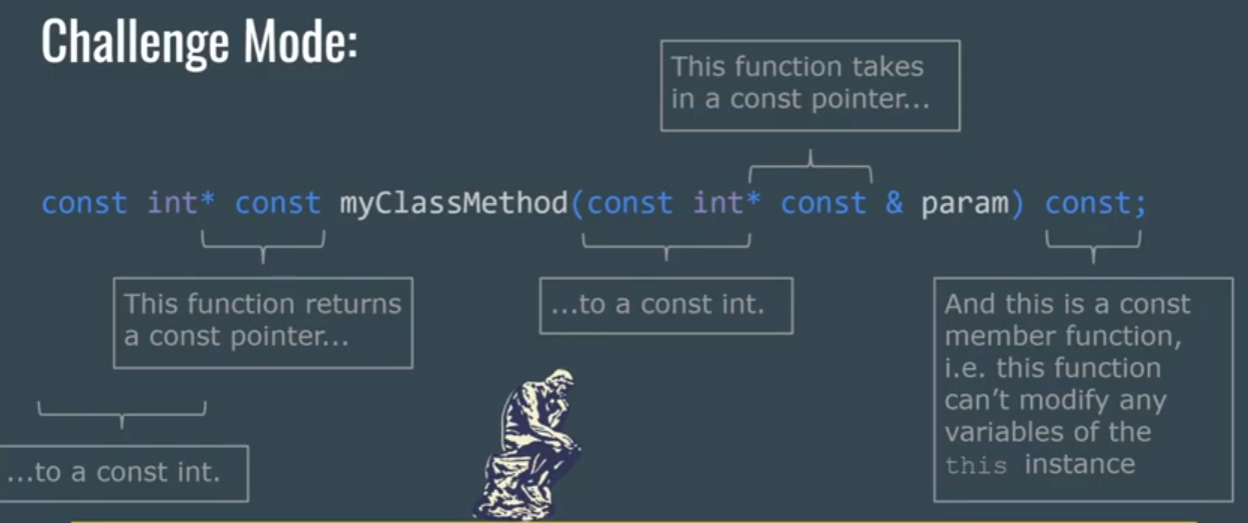 Challenge Mode:
This function takes
in a const pointer...
const int* const myClassMethod(const int* const & param) const;
This function returns
a const pointer...
...to a const int.
And this is a const
member function,
i.e. this function
can't modify any
variables of the
this instance
...to a const int.